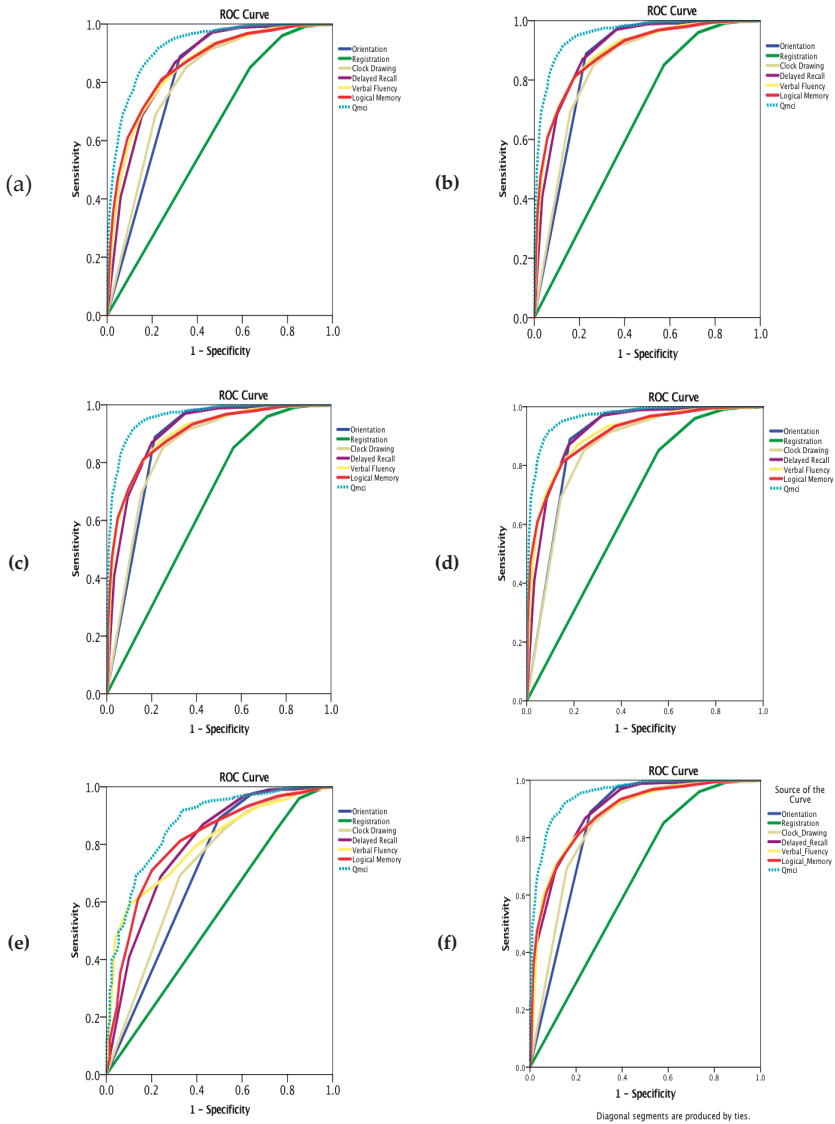 (a)
ROC Curve
Sensitivity
1.0
0.8
0.6
0.4
0.2
0.0
0.0 0.2 0.4 0.6 0.8 1.0
1 - Specificity
Orientation
Registration
Clock Drawing
Delayed Recall
Verbal Fluency
Logical Memory
Qmci
(b)
ROC Curve
Sensitivity
1.0
0.8
0.6
0.4
0.2
0.0
0.0 0.2 0.4 0.6 0.8 1.0
1 - Specificity
Orientation
Registration
Clock Drawing
Delayed Recall
Verbal Fluency
Logical Memory
Qmci
(c)
ROC Curve
Sensitivity
1.0
0.8
0.6
0.4
0.2
0.0
0.0 0.2 0.4 0.6 0.8 1.0
1 - Specificity
Orientation
Registration
Clock Drawing
Delayed Recall
Verbal Fluency
Logical Memory
Qmci
(d)
ROC Curve
Sensitivity
1.0
0.8
0.6
0.4
0.2
0.0
0.0 0.2 0.4 0.6 0.8 1.0
1 - Specificity
Orientation
Registration
Clock Drawing
Delayed Recall
Verbal Fluency
Logical Memory
Qmci
(e)
ROC Curve
Sensitivity
1.0
0.8
0.6
0.4
0.2
0.0
0.0 0.2 0.4 0.6 0.8 1.0
1 - Specificity
Orientation
Registration
Clock Drawing
Delayed Recall
Verbal Fluency
Logical Memory
Qmci
(f)
ROC Curve
Sensitivity
1.0
0.8
0.6
0.4
0.2
0.0
0.0 0.2 0.4 0.6 0.8 1.0
1 - Specificity
Source of the
Curve
Orientation
Registration
Clock_Drawing
Delayed_Recall
Verbal_Fluency
Logical_Memory
Qmci
Diagonal segments are produced by ties.